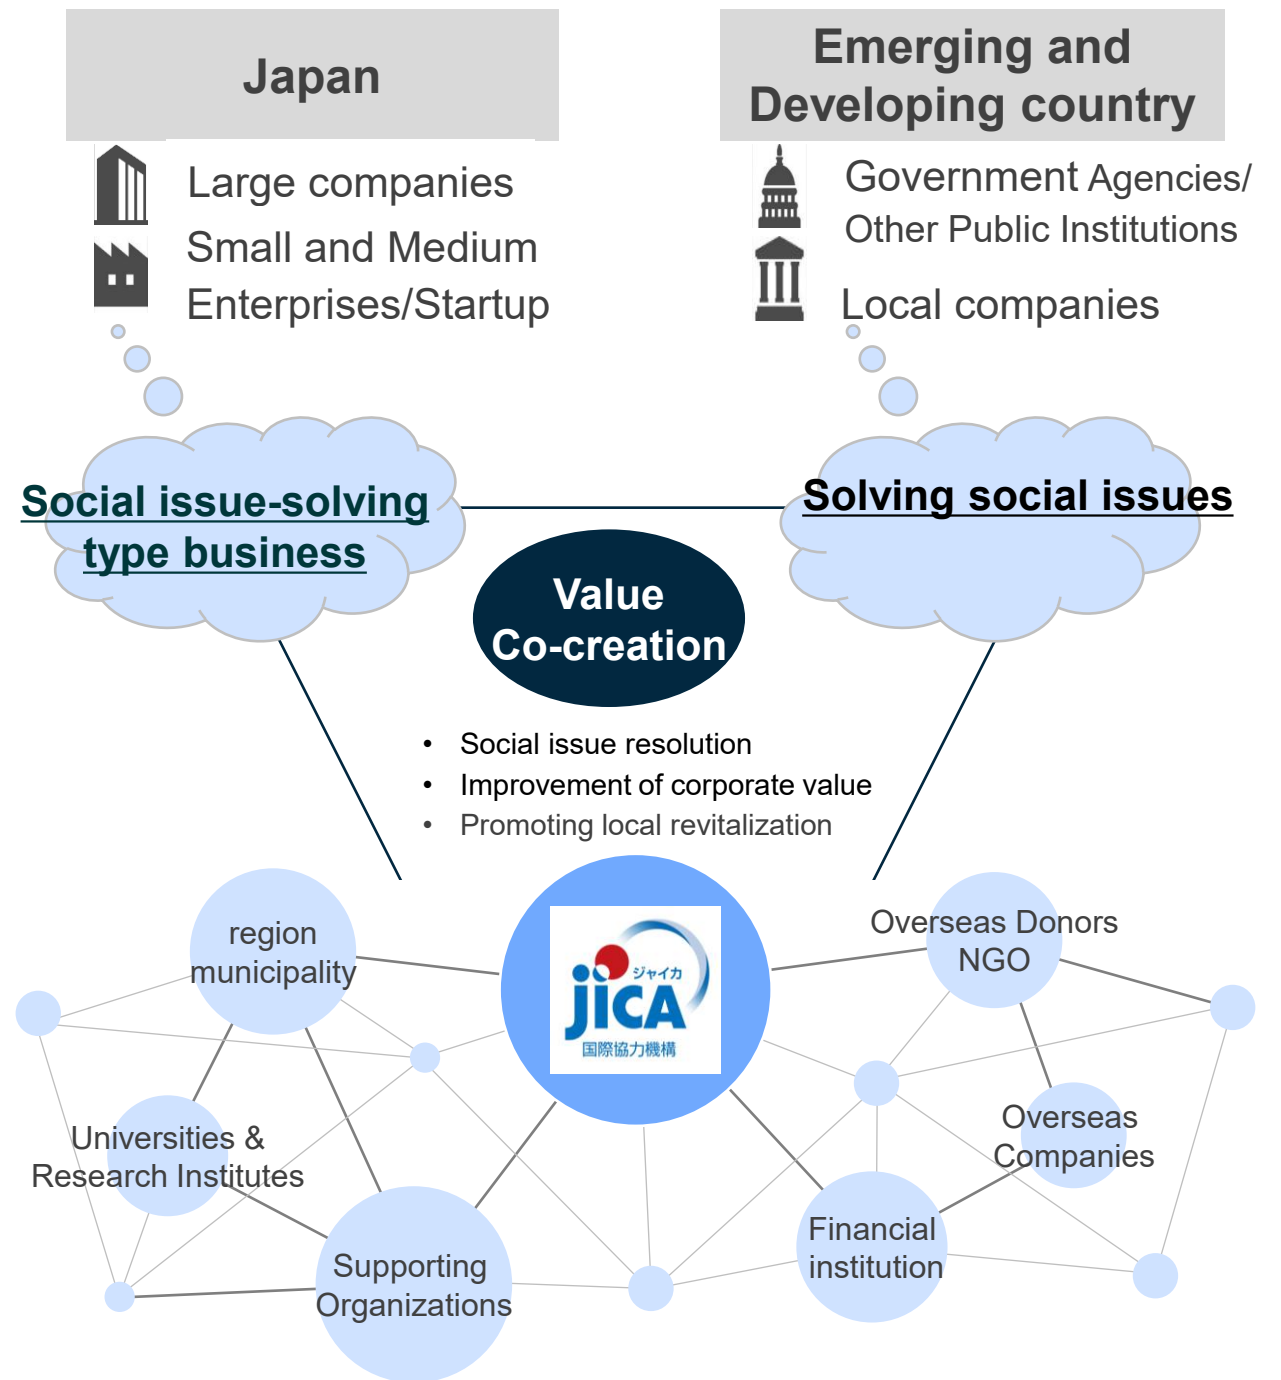 Japan
Large companies
Small and Medium
Enterprises/Startup
Emerging and
Developing country
Government Agencies/
Other Public Institutions
Local companies
Social issue-solving
type business
Solving social issues
Value
Co-creation
• Social issue resolution
• Improvement of corporate value
• Promoting local revitalization
region
municipality
ジャイカ
JICA
国際協力機構
Overseas Donors
NGO
Universities &
Research Institutes
Overseas
Companies
Supporting
Organizations
Financial
institution